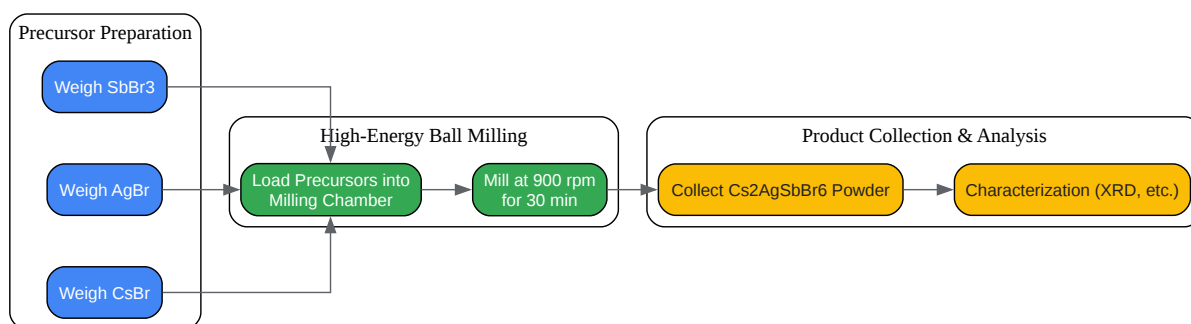 Precursor Preparation
Weigh SbBr3
Weigh AgBr
Weigh CsBr
High-Energy Ball Milling
Load Precursors into
Milling Chamber
Mill at 900 rpm
for 30 min
Product Collection & Analysis
Collect Cs2AgSbBr6 Powder
Characterization (XRD, etc.)